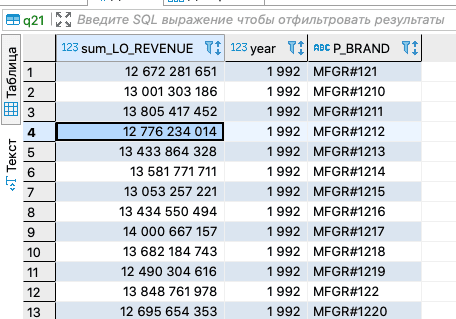 q21 Введите SQL выражение чтобы отфильтровать результаты
Таблица
Текст
123 sum_LO_REVENUE 123 year ABC P_BRAND
1 12 672 281 651 1 992 MFGR#121
2 13 001 303 186 1 992 MFGR#1210
3 13 805 417 452 1 992 MFGR#1211
4 12 776 234 014 1 992 MFGR#1212
5 13 433 864 328 1 992 MFGR#1213
6 13 581 771 711 1 992 MFGR#1214
7 13 053 257 221 1 992 MFGR#1215
8 13 434 550 494 1 992 MFGR#1216
9 14 000 667 157 1 992 MFGR#1217
10 13 682 184 743 1 992 MFGR#1218
11 12 490 304 616 1 992 MFGR#1219
12 13 848 761 978 1 992 MFGR#122
13 12 695 654 353 1 992 MFGR#1220